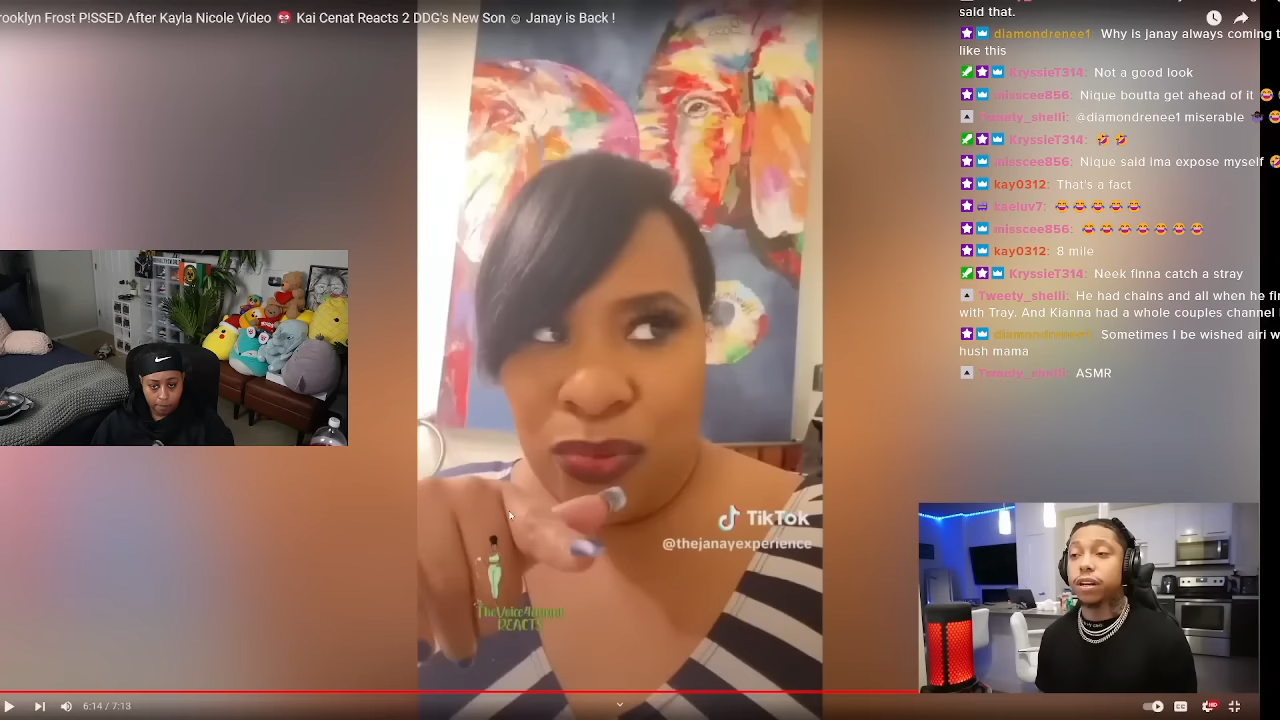 rooklyn Frost P!SSED After Kayla Nicole Video 😡 Kai Cenat Reacts 2 DDG's New Son ☺ Janay is Back !
said that.
diamondrenee1 Why is janay always coming t
like this
KryssieT314: Not a good look
misscee856: Nique boutta get ahead of it 😂
Tweety_shelli: @diamondrenee1 miserable
KryssieT314: 🤣 🤣
misscee856: Nique said ima expose myself 🤣
kay0312: That's a fact
kaeluv7: 😂 😂 😂 😂 😂
misscee856: 😂 😂 😂 😂 😂 😂 😂
kay0312: 8 mile
KryssieT314: Neek finna catch a stray
Tweety_shelli: He had chains and all when he fir
with Tray. And Kianna had a whole couples channel
diamondrenee1 Sometimes I be wished airi w
hush mama
Tweety_shelli: ASMR
TikTok
@thejanayexperience
REACTS
6:14 / 7:13
CC
HD